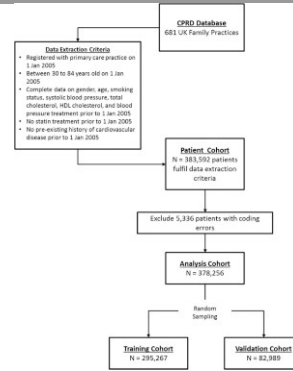 CPRD Database
681 UK Family Practices
Data Extraction Criteria
• Registered with primary care practice on
1 Jan 2005
• Between 30 to 84 years old on 1 Jan
2005
• Complete data on gender, age, smoking
status, systolic blood pressure, total
cholesterol, HDL cholesterol, and blood
pressure treatment prior to 1 Jan 2005
• No statin treatment prior to 1 Jan 2005
• No pre-existing history of cardiovascular
disease prior to 1 Jan 2005
Patient Cohort
N = 383,592 patients
fulfil data extraction
criteria
Exclude 5,336 patients with coding
errors
Analysis Cohort
N = 378,256
Random
Sampling
Training Cohort
N = 295,267
Validation Cohort
N = 82,989